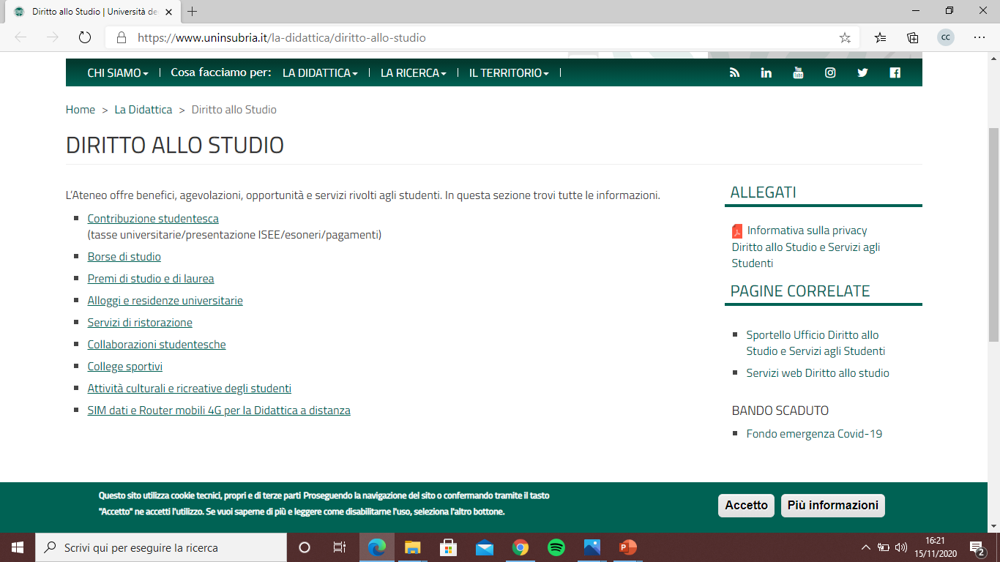 Diritto allo Studio | Università de
https://www.uninsubria.it/la-didattica/diritto-allo-studio
CC
CHI SIAMO
Cosa facciamo per:
LA DIDATTICA
LA RICERCA
IL TERRITORIO
Home > La Didattica > Diritto allo Studio
DIRITTO ALLO STUDIO
L'Ateneo offre benefici, agevolazioni, opportunità e servizi rivolti agli studenti. In questa sezione trovi tutte le informazioni.
Contribuzione studentesca
(tasse universitarie/presentazione ISEE/esoneri/pagamenti)
Borse di studio
Premi di studio e di laurea
Alloggi e residenze universitarie
Servizi di ristorazione
Collaborazioni studentesche
College sportivi
Attività culturali e ricreative degli studenti
SIM dati e Router mobili 4G per la Didattica a distanza
ALLEGATI
Informativa sulla privacy
Diritto allo Studio e Servizi agli
Studenti
PAGINE CORRELATE
Sportello Ufficio Diritto allo
Studio e Servizi agli Studenti
Servizi web Diritto allo studio
BANDO SCADUTO
Fondo emergenza Covid-19
Questo sito utilizza cookie tecnici, propri e di terze parti Proseguendo la navigazione del sito o confermando tramite il tasto
"Accetto" ne accetti l'utilizzo. Se vuoi saperne di più e leggere come disabilitarne l'uso, seleziona l'altro bottone.
Accetto
Più informazioni
Scrivi qui per eseguire la ricerca
16:21
15/11/2020
2